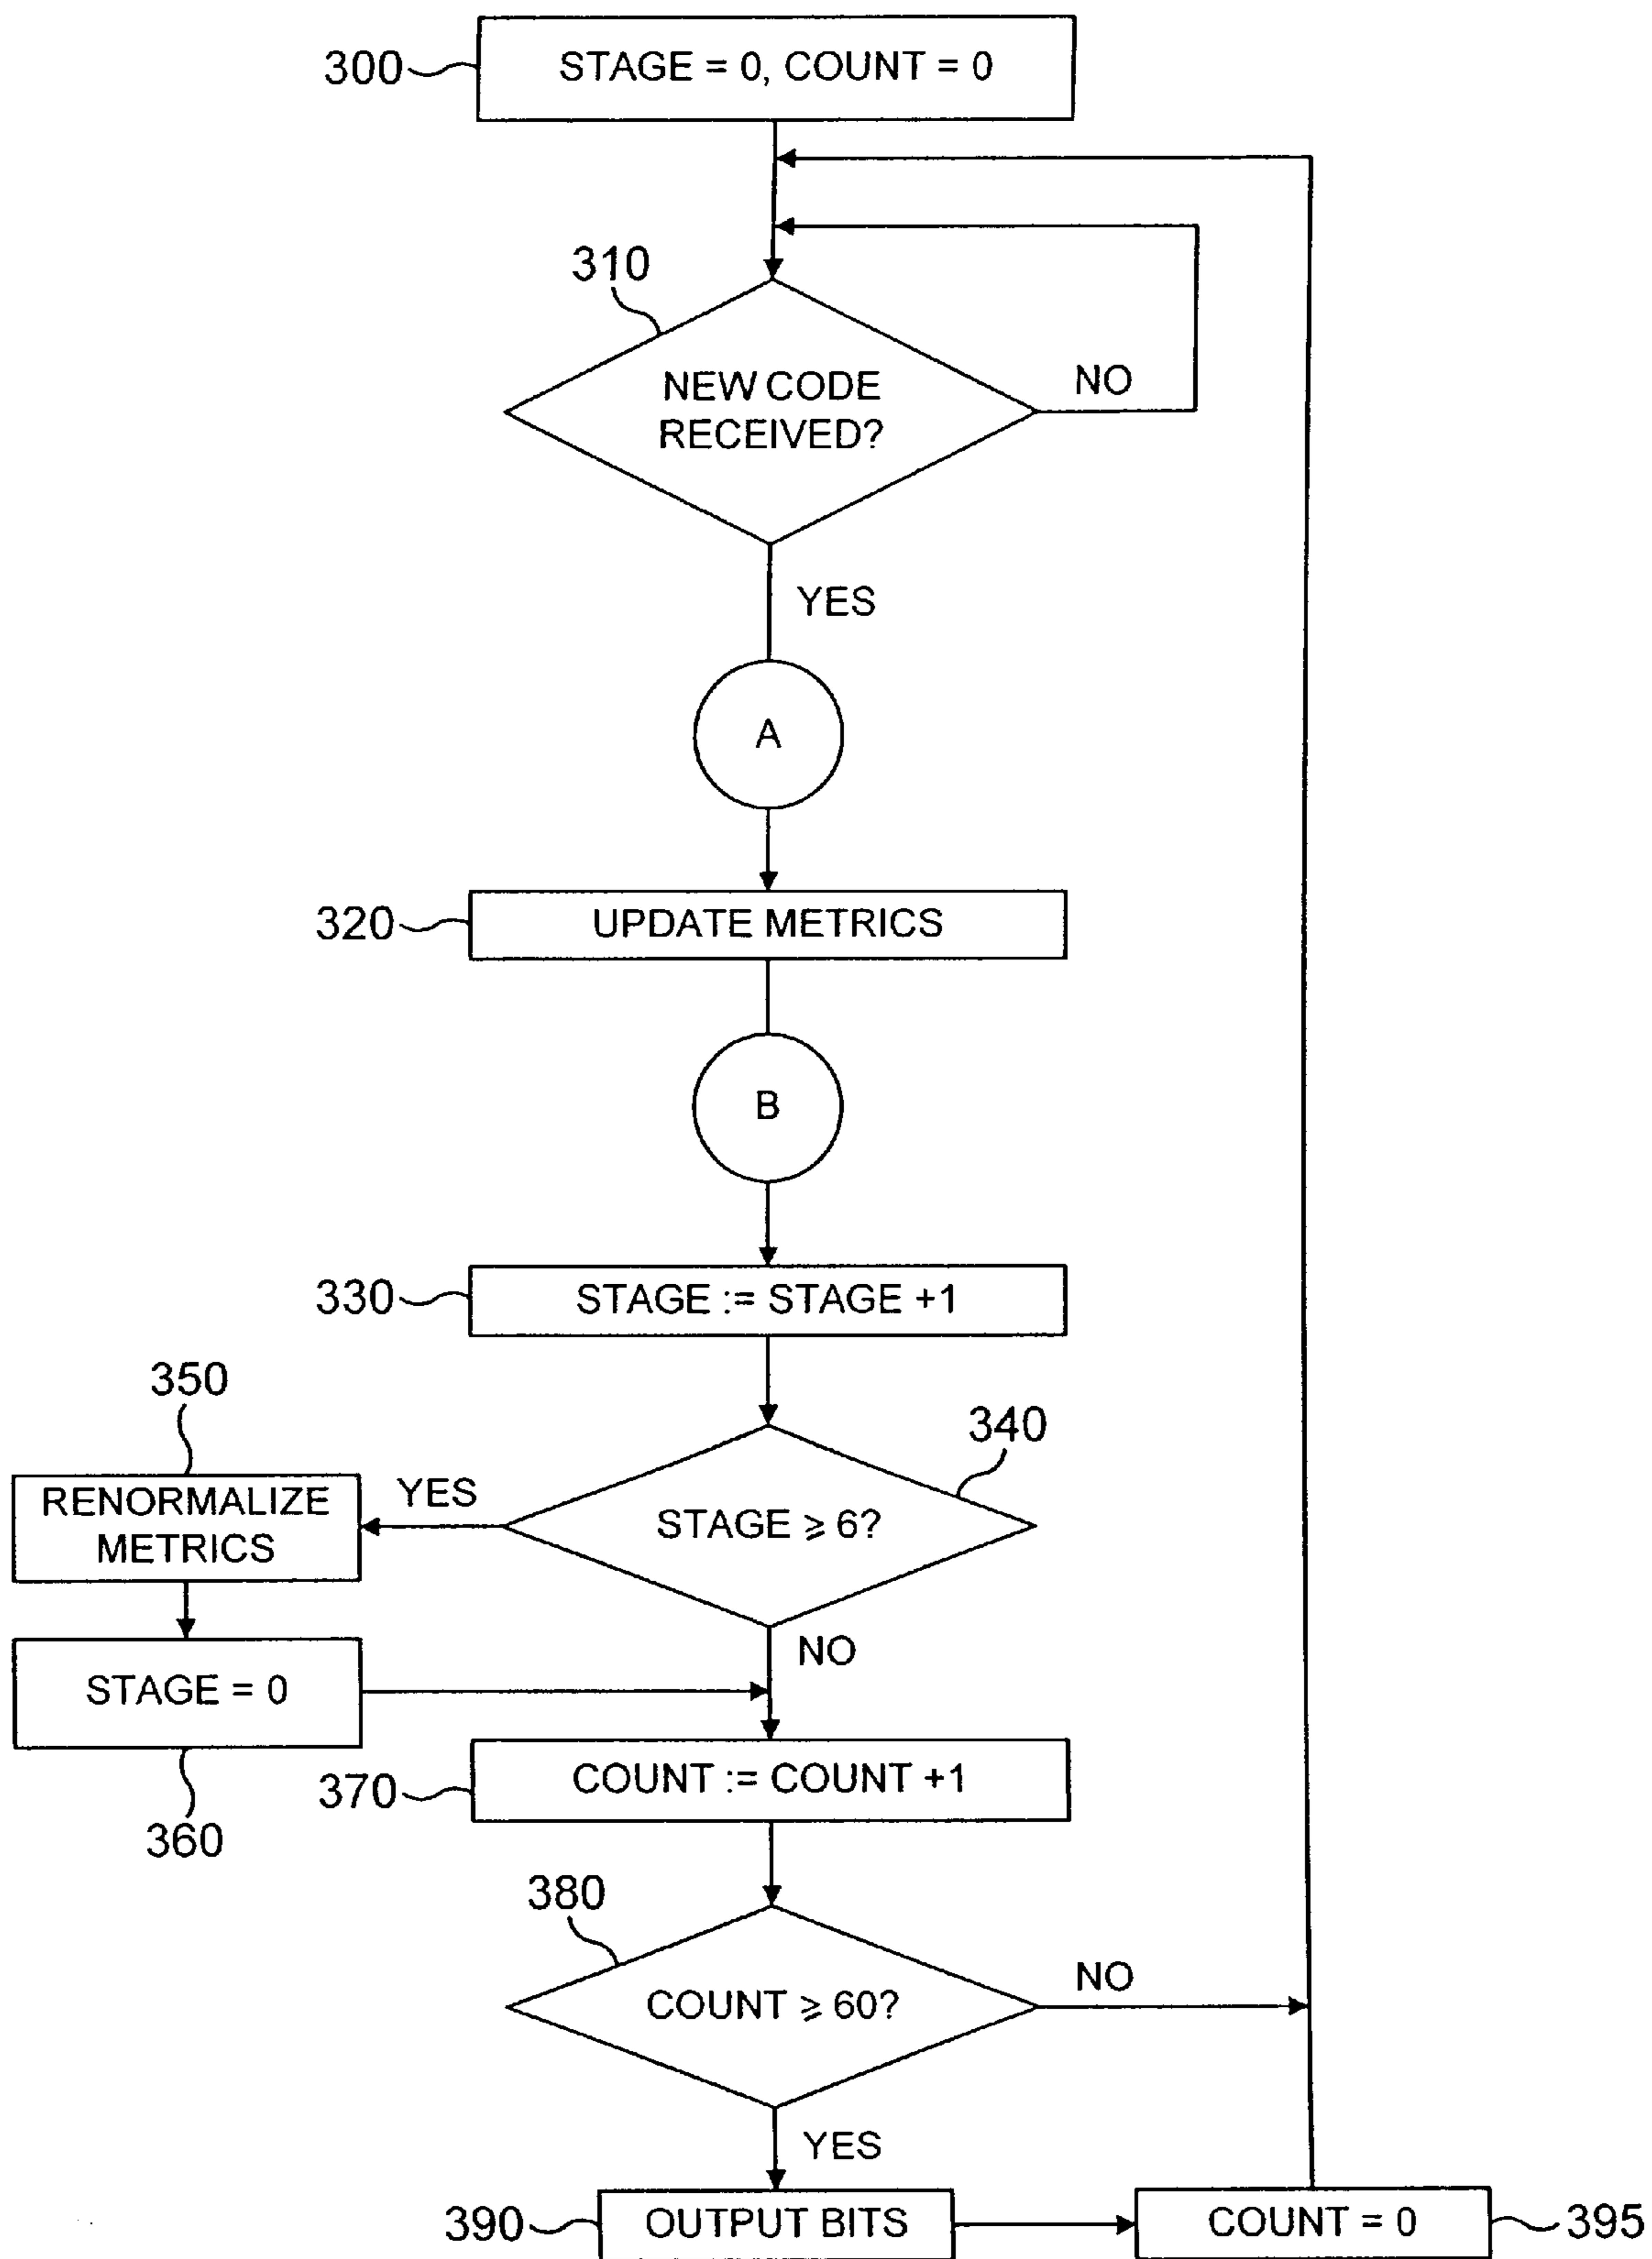 300
STAGE = 0, COUNT = 0
310
NEW CODE
RECEIVED?
NO
YES
A
320
UPDATE METRICS
B
330
STAGE := STAGE +1
350
340
RENORMALIZE
METRICS
YES
STAGE ⩾ 6?
NO
STAGE = 0
360
370
COUNT := COUNT +1
380
COUNT ⩾ 60?
NO
YES
390
OUTPUT BITS
COUNT = 0
395